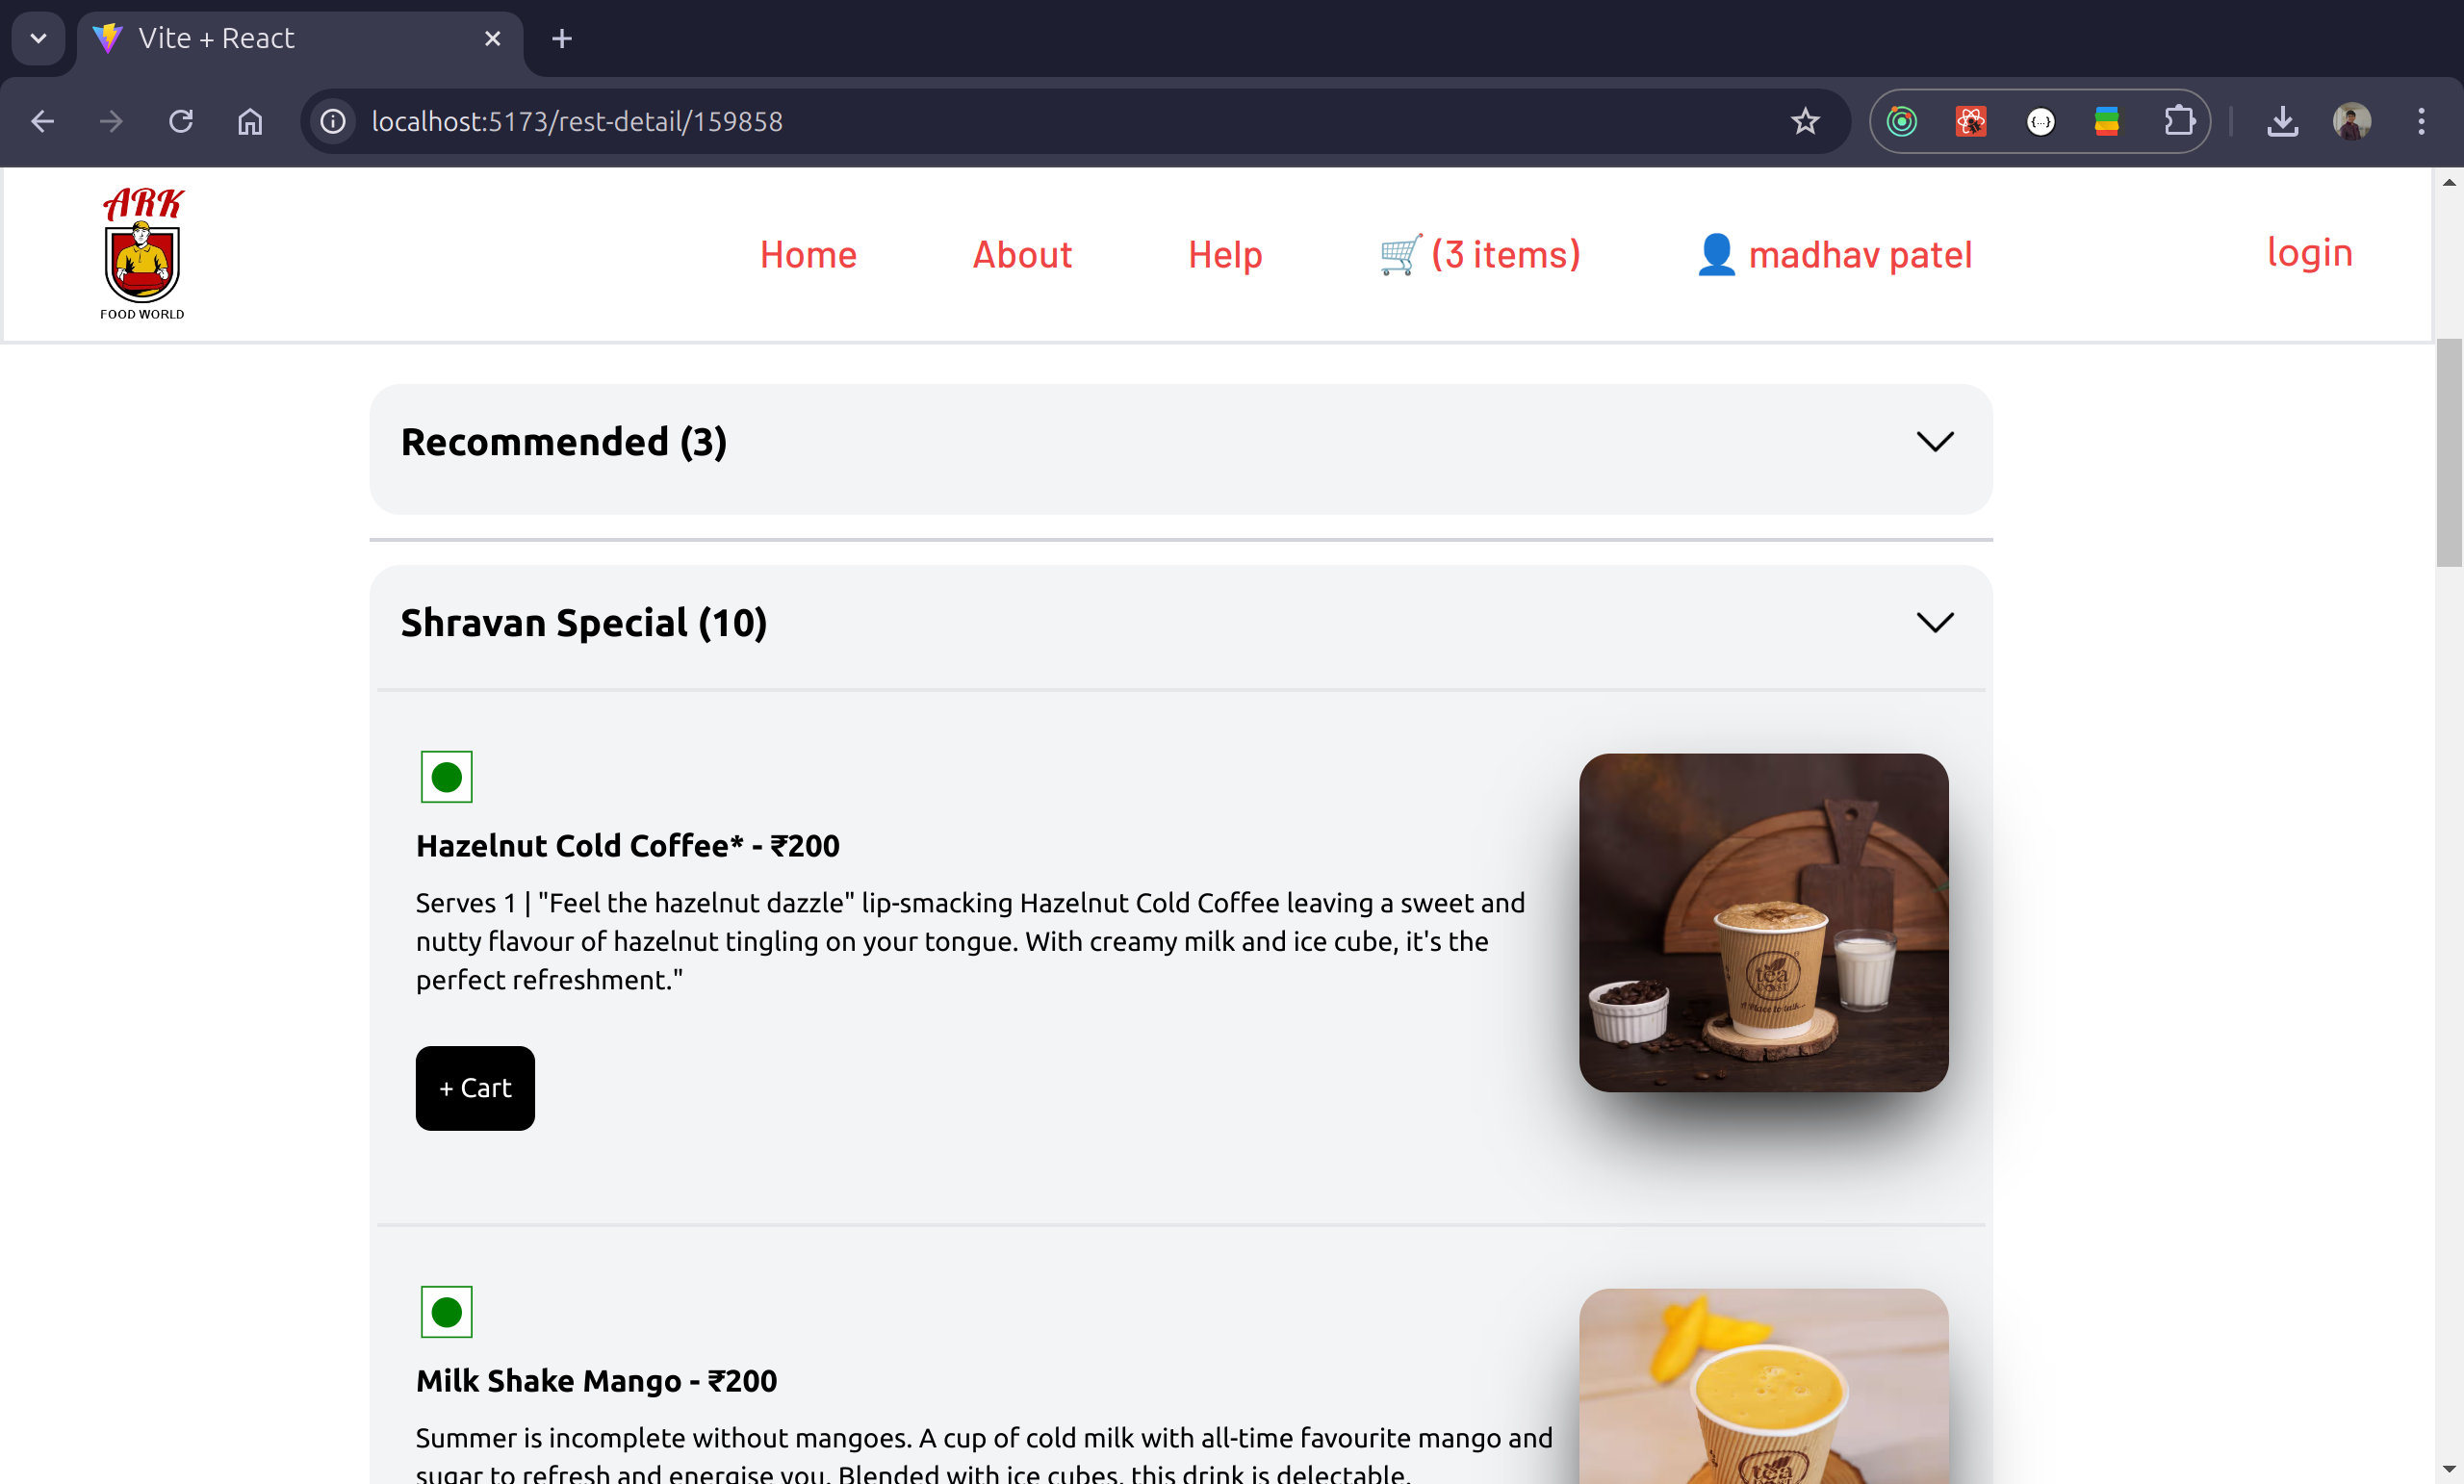 Vite + React
localhost:5173/rest-detail/159858
ARK
FOOD WORLD
Home
About
Help
(3 items)
madhav patel
login
Recommended (3)
Shravan Special (10)
Hazelnut Cold Coffee* - ₹200
Serves 1 | "Feel the hazelnut dazzle" lip-smacking Hazelnut Cold Coffee leaving a sweet and
nutty flavour of hazelnut tingling on your tongue. With creamy milk and ice cube, it's the
perfect refreshment."
+ Cart
tea
Milk Shake Mango - ₹200
Summer is incomplete without mangoes. A cup of cold milk with all-time favourite mango and
sugar to refresh and energise you. Blended with ice cubes, this drink is delectable.
tea